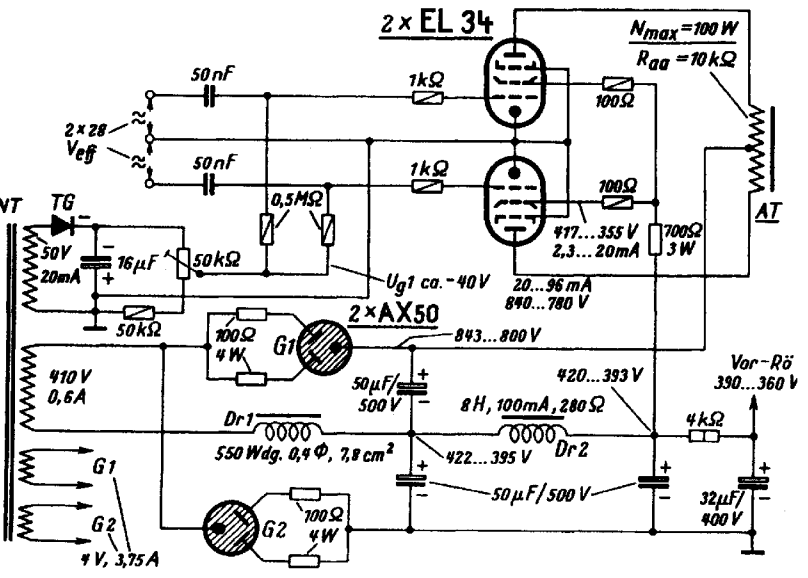 2 x EL 34
Nmax = 100 W
Raa = 10 kΩ
50 nF
1 kΩ
100 Ω
2 × 28
Veff
50 nF
1 kΩ
100 Ω
0,5 MΩ
NT
TG
AT
50 V
20 mA
16 µF
50 kΩ
417...355 V
2,3...20 mA
700 Ω
3 W
Ug1 ca. -40 V
20...96 mA
840...780 V
50 kΩ
2 x AX50
100 Ω
4 W
G1
843...800 V
Vor-Rö
390...360 V
410 V
0,6 A
50 µF/
500 V
420...393 V
8 H, 100 mA, 280 Ω
Dr1
4 kΩ
550 Wdg. 0,4 Φ, 7,8 cm²
422...395 V
Dr2
G1
50 µF/500 V
32 µF/
400 V
G2
G2
100 Ω
4 W
4 V, 3,75 A